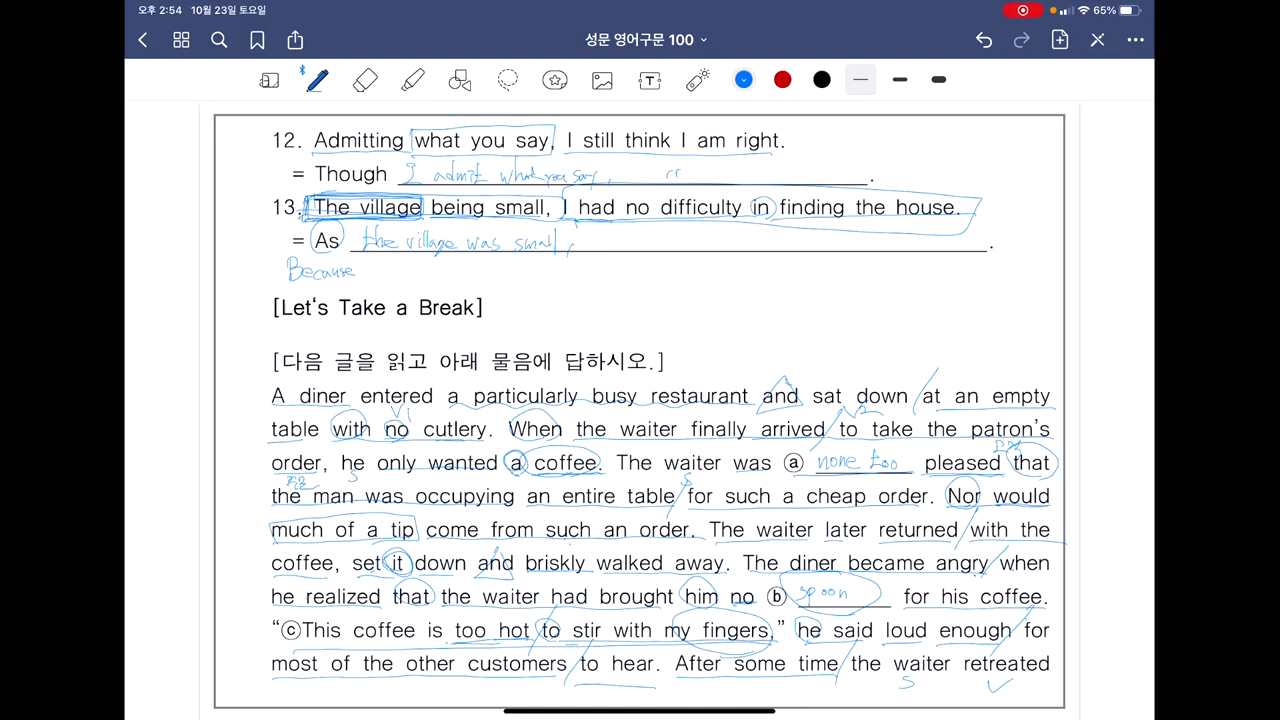 오후 2:54 10월 23일 토요일
65%
성문 영어구문 100
12. Admitting what you say, I still think I am right.
= Though I admit what you say, 〃.
13. The village being small, I had no difficulty in finding the house.
= As the village was small, .
Because
[Let‘s Take a Break]
[다음 글을 읽고 아래 물음에 답하시오.]
A diner entered a particularly busy restaurant and sat down at an empty
V1 V2
table with no cutlery. When the waiter finally arrived to take the patron's
order, he only wanted a coffee. The waiter was ⓐ none too pleased that
S S
the man was occupying an entire table for such a cheap order. Nor would
much of a tip come from such an order. The waiter later returned with the
coffee, set it down and briskly walked away. The diner became angry when
he realized that the waiter had brought him no ⓑ spoon for his coffee.
“ⓒThis coffee is too hot to stir with my fingers,” he said loud enough for
most of the other customers to hear. After some time the waiter retreated
S V